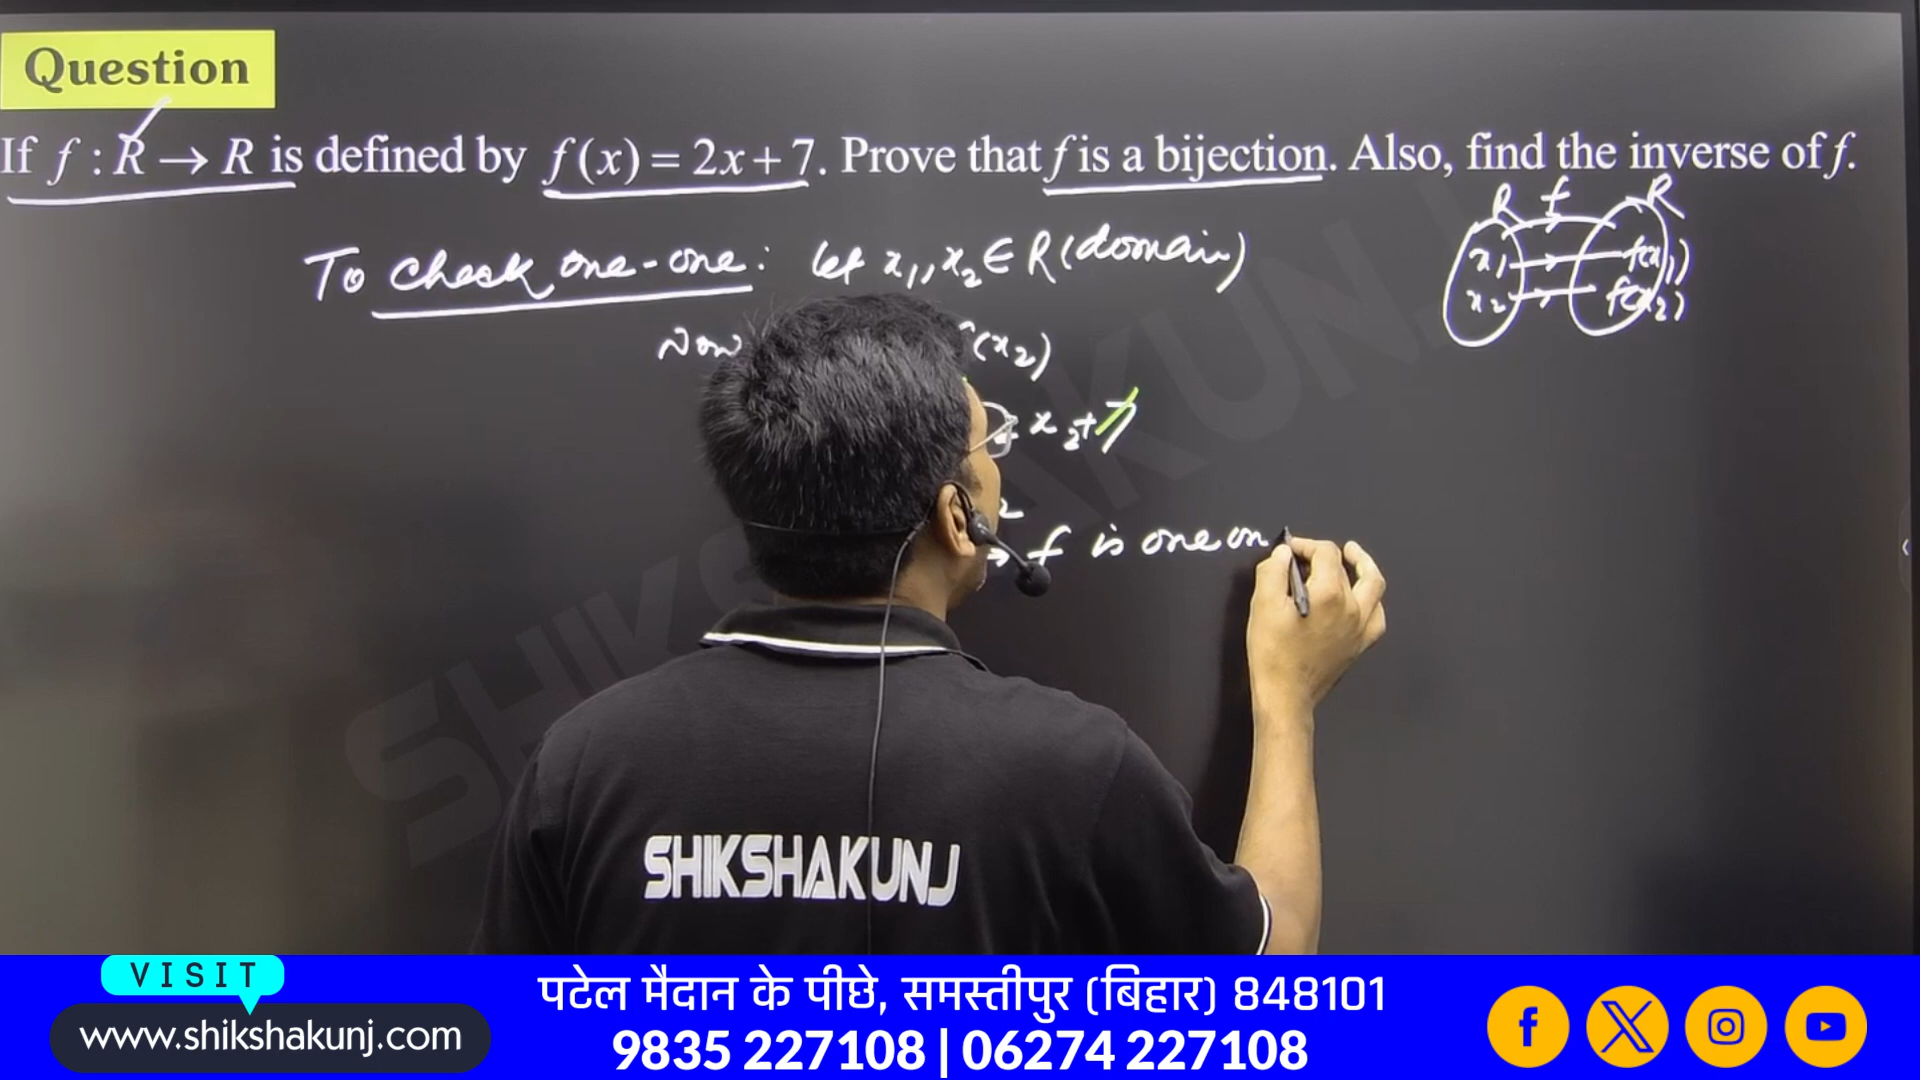 Question
If f : R → R is defined by f(x) = 2x + 7. Prove that f is a bijection. Also, find the inverse of f.
R f R
To check one-one: let x₁, x₂ ∈ R (domain)
x₁ f(x₁)
x₂ f(x₂)
Now (x₂)
x₂ + 7
2
→ f is one on
SHIKSHAKUNJ
SHIKSHAKUNJ
VISIT
www.shikshakunj.com
पटेल मैदान के पीछे, समस्तीपुर (बिहार) 848101
9835 227108 | 06274 227108